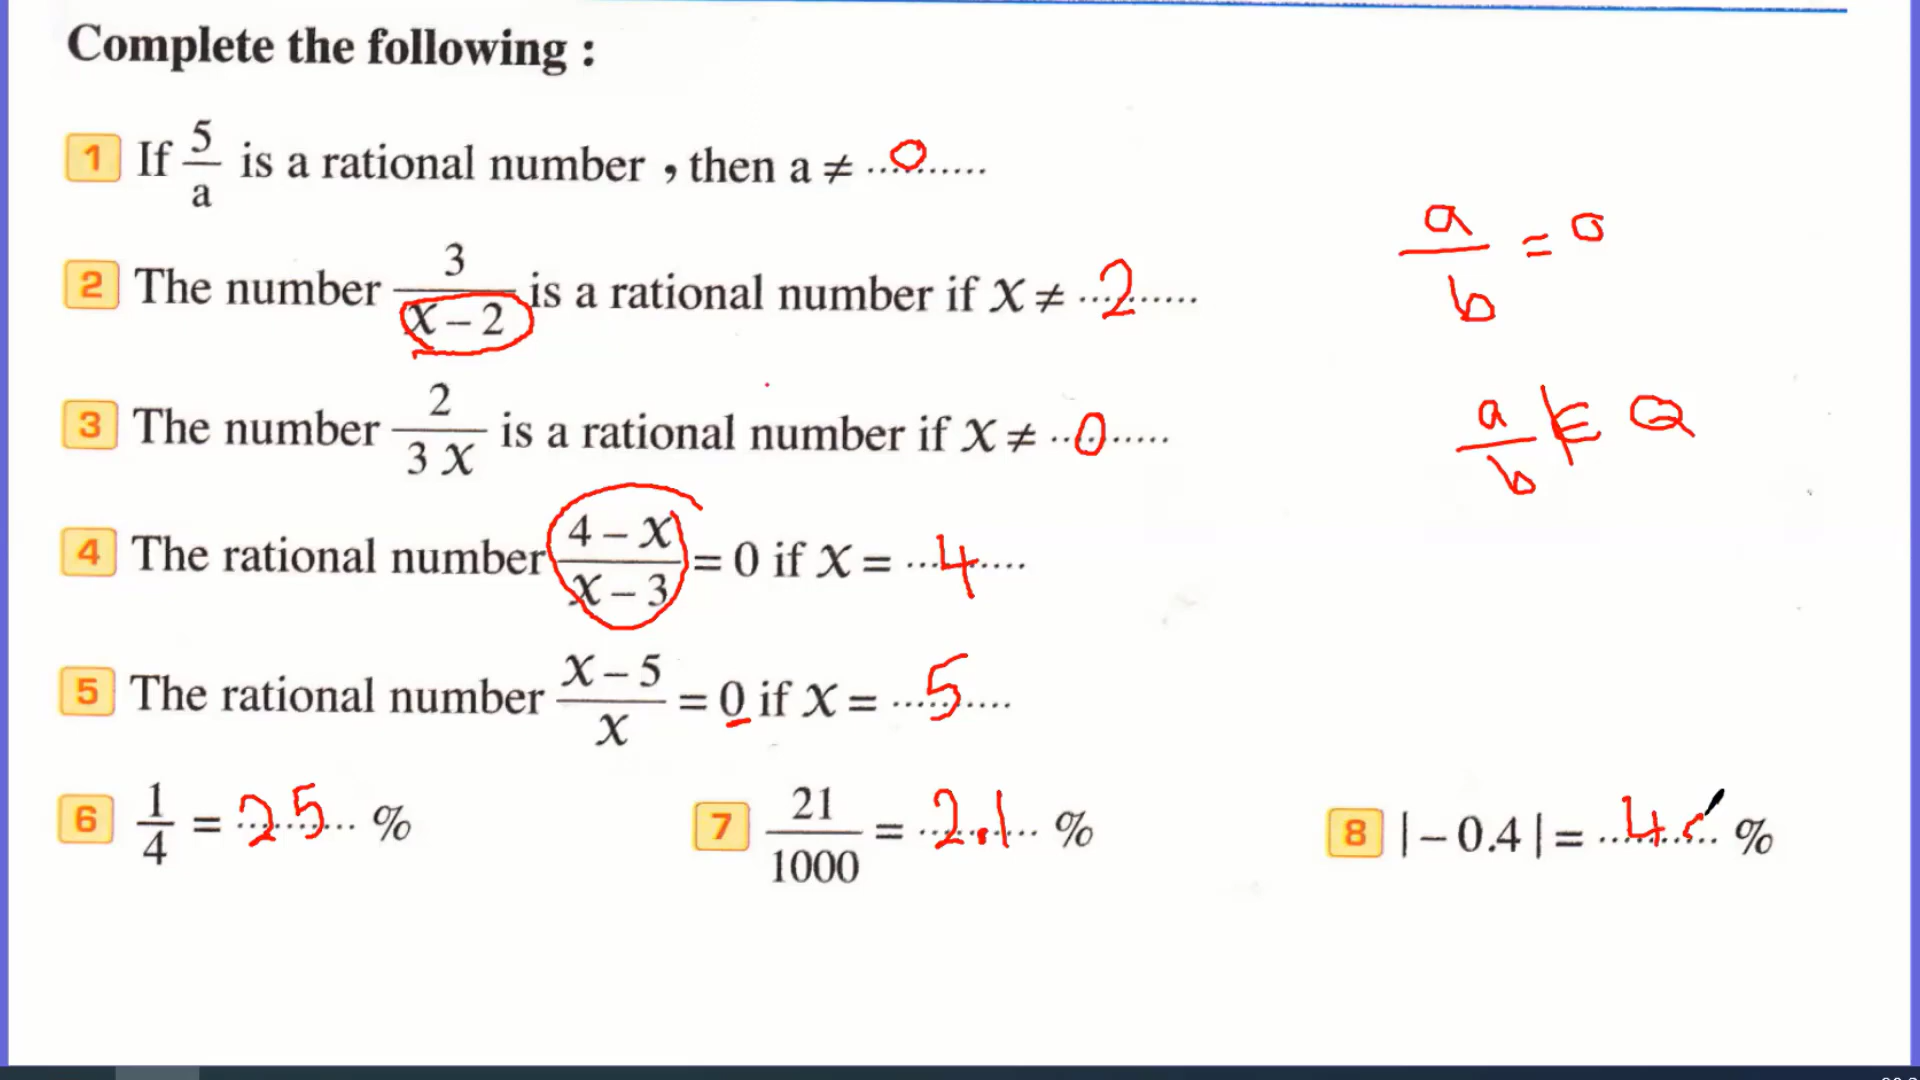 Complete the following :
1 If 5/a is a rational number , then a ≠ ...0...
2 The number 3/(x – 2) is a rational number if x ≠ ...2...
3 The number 2/(3 x) is a rational number if x ≠ ...0...
4 The rational number (4 – x)/(x – 3) = 0 if x = ...4...
5 The rational number (x – 5)/x = 0 if x = ...5...
6 1/4 = ...25... % 7 21/1000 = ...2.1... % 8 | – 0.4 | = ...4... %
a/b = 0
a/b ∉ Q